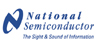 National
Semiconductor
The Sight & Sound of Information